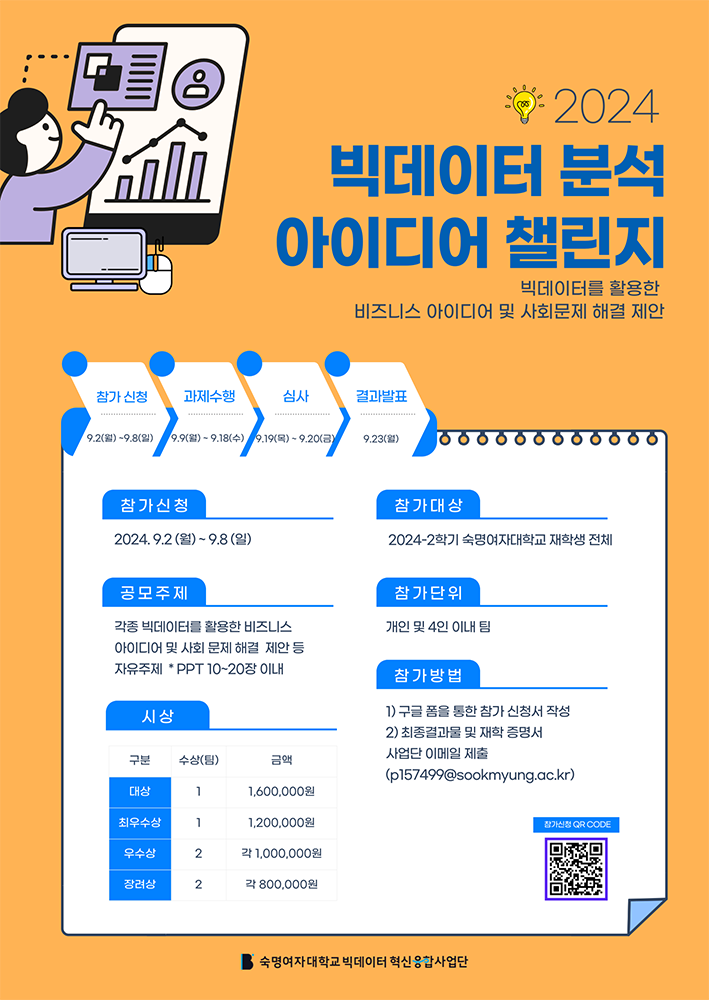 2024
빅데이터 분석
아이디어 챌린지
빅데이터를 활용한
비즈니스 아이디어 및 사회문제 해결 제안
참가 신청
9.2(월) ~9.8(일)
과제수행
9.9(월) ~ 9.18(수)
심사
9.19(목) ~ 9.20(금)
결과발표
9.23(월)
참가신청
2024. 9.2 (월) ~ 9.8 (일)
공모주제
각종 빅데이터를 활용한 비즈니스
아이디어 및 사회 문제 해결 제안 등
자유주제 * PPT 10~20장 이내
시상
구분 수상(팀) 금액
대상 1 1,600,000원
최우수상 1 1,200,000원
우수상 2 각 1,000,000원
장려상 2 각 800,000원
참가대상
2024-2학기 숙명여자대학교 재학생 전체
참가단위
개인 및 4인 이내 팀
참가방법
1) 구글 폼을 통한 참가 신청서 작성
2) 최종결과물 및 재학 증명서
사업단 이메일 제출
(p157499@sookmyung.ac.kr)
참가신청 QR CODE
숙명여자대학교 빅데이터 혁신융합사업단